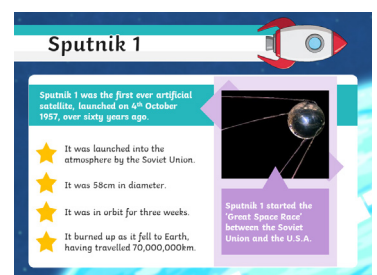 Sputnik 1
Sputnik 1 was the first ever artificial
satellite, launched on 4th October
1957, over sixty years ago.
It was launched into the
atmosphere by the Soviet Union.
It was 58cm in diameter.
It was in orbit for three weeks.
It burned up as it fell to Earth,
having travelled 70,000,000km.
Sputnik 1 started the
'Great Space Race'
between the Soviet
Union and the U.S.A.